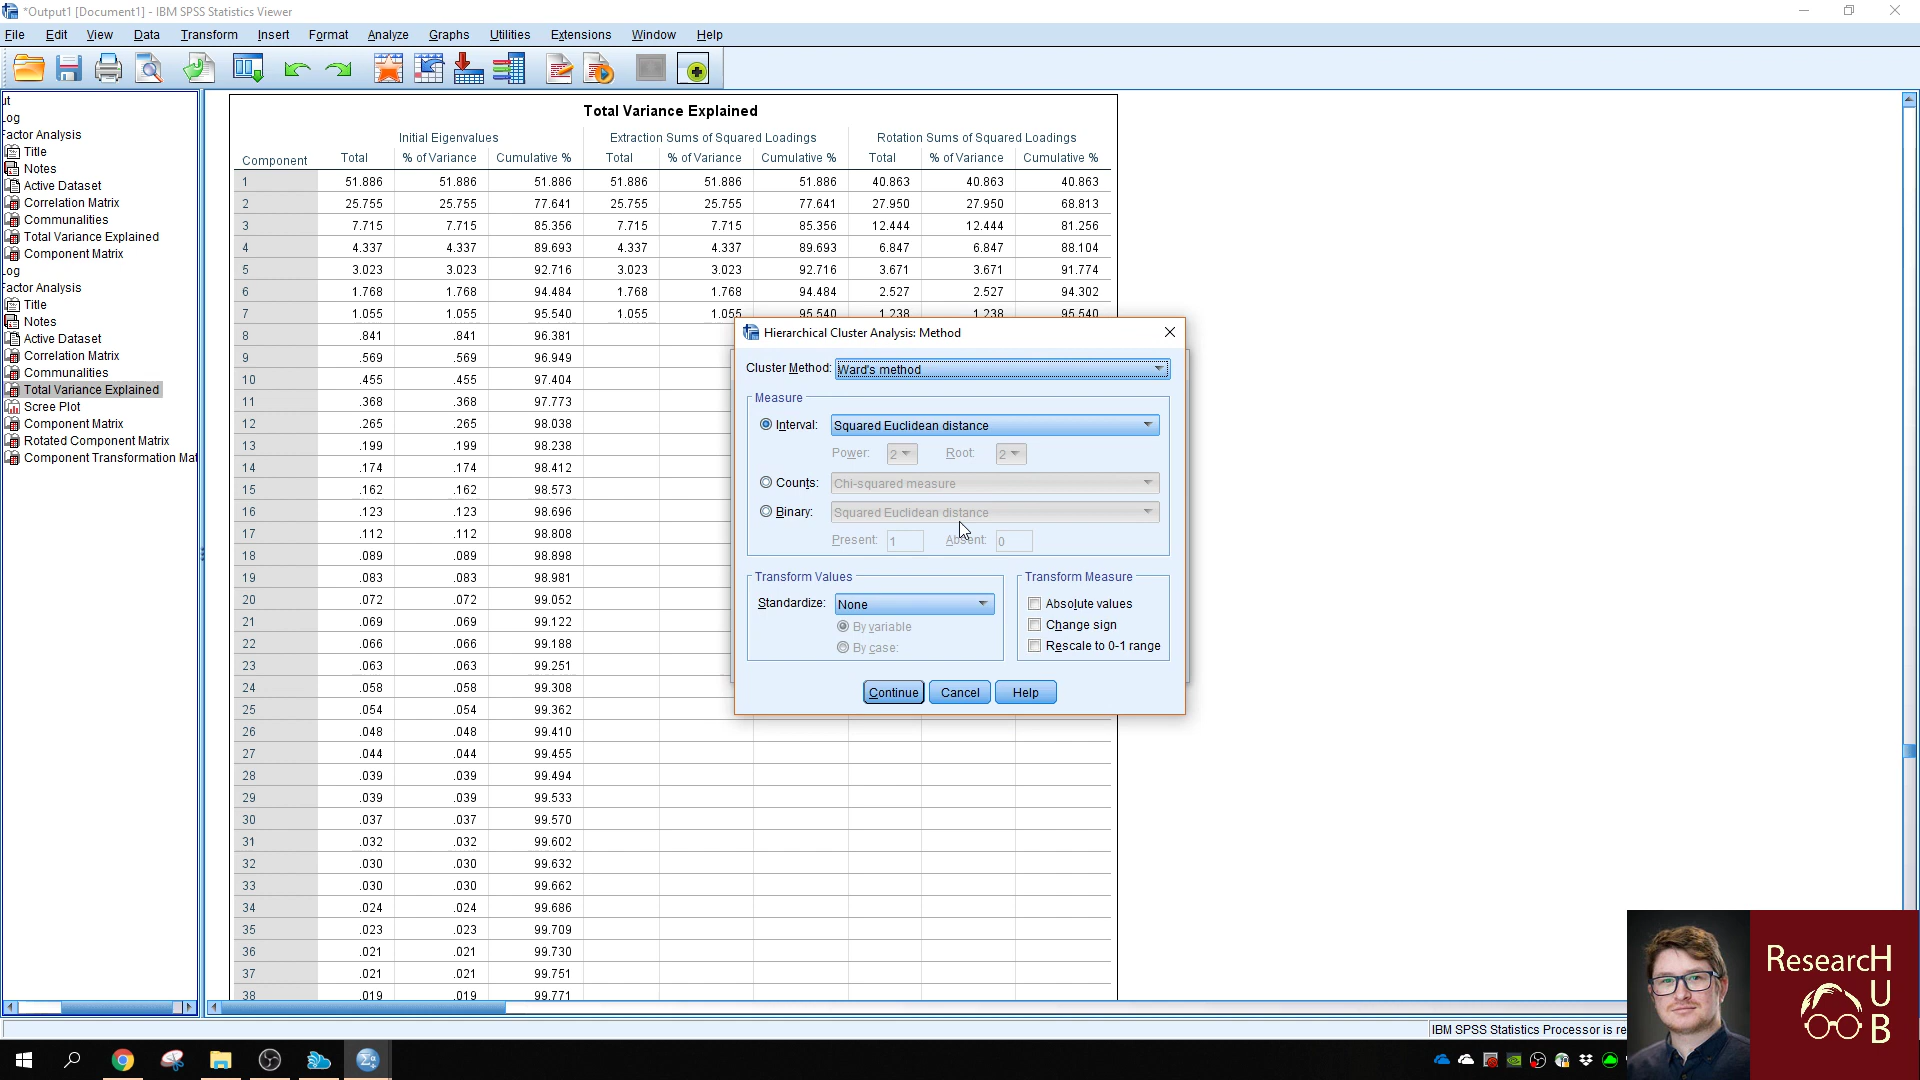 *Output1 [Document1] - IBM SPSS Statistics Viewer
File Edit View Data Transform Insert Format Analyze Graphs Utilities Extensions Window Help
ut
Log
Factor Analysis
Title
Notes
Active Dataset
Correlation Matrix
Communalities
Total Variance Explained
Component Matrix
Log
Factor Analysis
Title
Notes
Active Dataset
Correlation Matrix
Communalities
Total Variance Explained
Scree Plot
Component Matrix
Rotated Component Matrix
Component Transformation Mat
Total Variance Explained
Initial Eigenvalues Extraction Sums of Squared Loadings Rotation Sums of Squared Loadings
Component Total % of Variance Cumulative % Total % of Variance Cumulative % Total % of Variance Cumulative %
1 51.886 51.886 51.886 51.886 51.886 51.886 40.863 40.863 40.863
2 25.755 25.755 77.641 25.755 25.755 77.641 27.950 27.950 68.813
3 7.715 7.715 85.356 7.715 7.715 85.356 12.444 12.444 81.256
4 4.337 4.337 89.693 4.337 4.337 89.693 6.847 6.847 88.104
5 3.023 3.023 92.716 3.023 3.023 92.716 3.671 3.671 91.774
6 1.768 1.768 94.484 1.768 1.768 94.484 2.527 2.527 94.302
7 1.055 1.055 95.540 1.055 1.055 95.540 1.238 1.238 95.540
8 .841 .841 96.381
9 .569 .569 96.949
10 .455 .455 97.404
11 .368 .368 97.773
12 .265 .265 98.038
13 .199 .199 98.238
14 .174 .174 98.412
15 .162 .162 98.573
16 .123 .123 98.696
17 .112 .112 98.808
18 .089 .089 98.898
19 .083 .083 98.981
20 .072 .072 99.052
21 .069 .069 99.122
22 .066 .066 99.188
23 .063 .063 99.251
24 .058 .058 99.308
25 .054 .054 99.362
26 .048 .048 99.410
27 .044 .044 99.455
28 .039 .039 99.494
29 .039 .039 99.533
30 .037 .037 99.570
31 .032 .032 99.602
32 .030 .030 99.632
33 .030 .030 99.662
34 .024 .024 99.686
35 .023 .023 99.709
36 .021 .021 99.730
37 .021 .021 99.751
38 .019 .019 99.771
Hierarchical Cluster Analysis: Method
Cluster Method: Ward's method
Measure
Interval: Squared Euclidean distance
Power: 2 Root: 2
Counts: Chi-squared measure
Binary: Squared Euclidean distance
Present: 1 Absent: 0
Transform Values
Standardize: None
By variable
By case:
Transform Measure
Absolute values
Change sign
Rescale to 0-1 range
Continue Cancel Help
IBM SPSS Statistics Processor is re
ResearcHUB